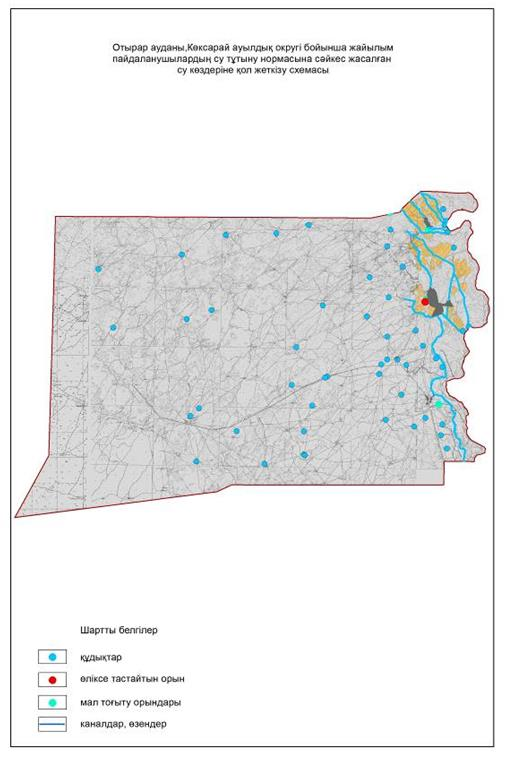 Отырар ауданы,Көксарай ауылдық округі бойынша жайылым
пайдаланушылардың су тұтыну нормасына сәйкес жасалған
су көздеріне қол жеткізу схемасы
Шартты белгілер
құдықтар
өліксе тастайтын орын
мал тоғыту орындары
каналдар, өзендер